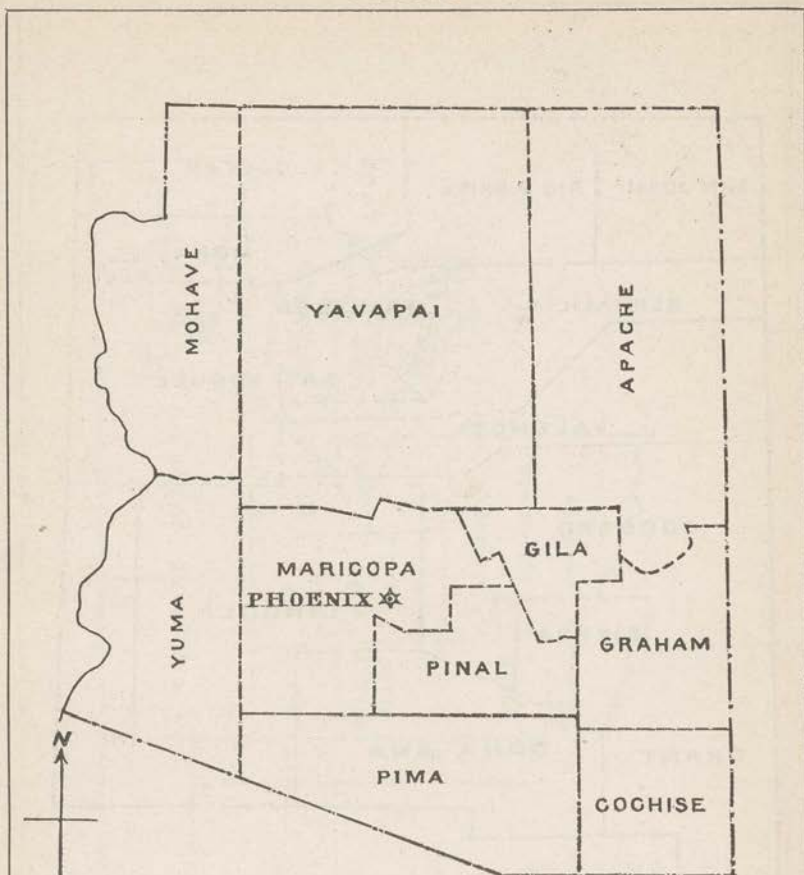 MOHAVE
YAVAPAI
APACHE
GILA
MARICOPA
PHOENIX
YUMA
PINAL
GRAHAM
N
PIMA
COCHISE